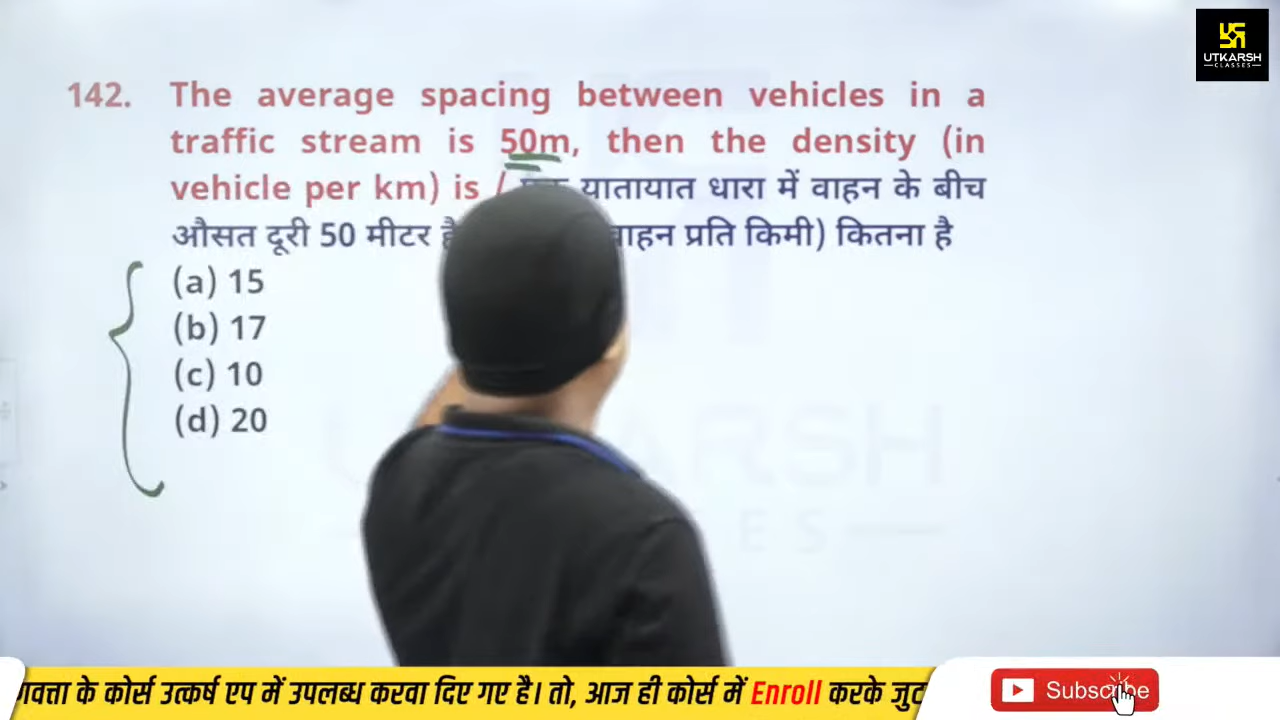 UTKARSH
CLASSES
142. The average spacing between vehicles in a
traffic stream is 50m, then the density (in
vehicle per km) is / यातायात धारा में वाहन के बीच
औसत दूरी 50 मीटर प्रति किमी) कितना है
(a) 15
(b) 17
(c) 10
(d) 20
के कोर्स उत्कर्ष एप में उपलब्ध करवा दिए गए है। तो, आज ही कोर्स में Enroll करके
Subscribe